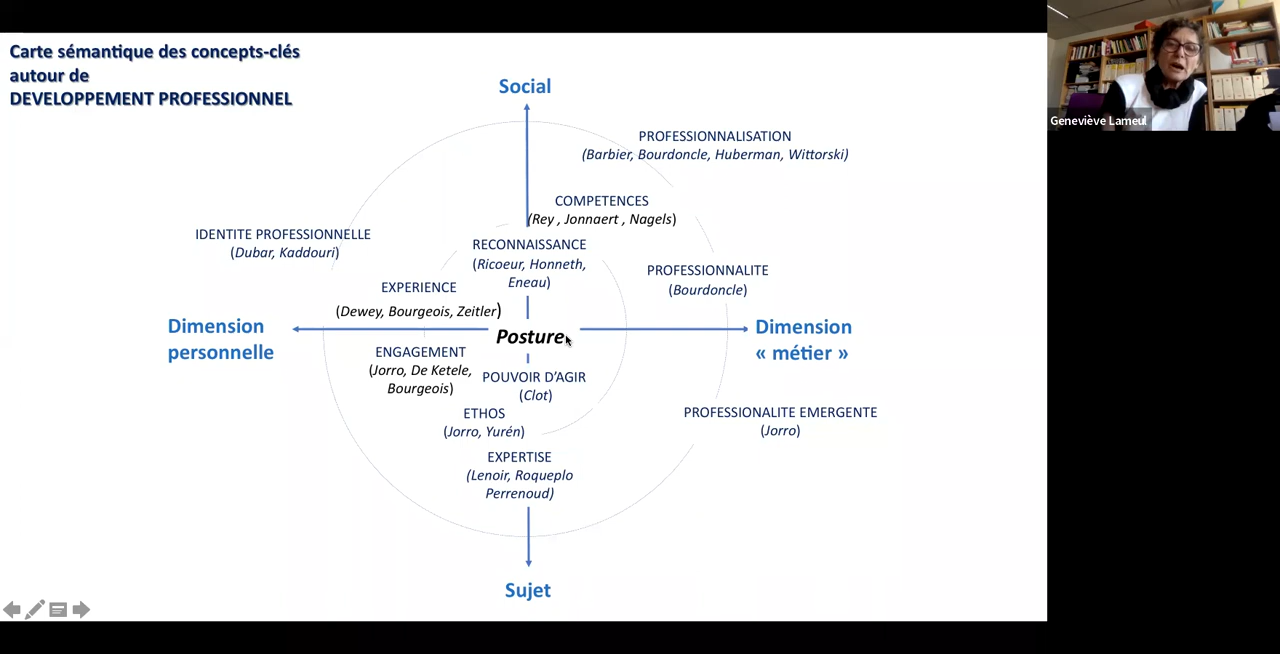 Carte sémantique des concepts-clés
autour de
DEVELOPPEMENT PROFESSIONNEL
Geneviève Lameul
Social
PROFESSIONNALISATION
(Barbier, Bourdoncle, Huberman, Wittorski)
COMPETENCES
(Rey , Jonnaert , Nagels)
IDENTITE PROFESSIONNELLE
(Dubar, Kaddouri)
RECONNAISSANCE
(Ricoeur, Honneth,
Eneau)
PROFESSIONNALITE
(Bourdoncle)
EXPERIENCE
(Dewey, Bourgeois, Zeitler)
Dimension
personnelle
Posture
Dimension
« métier »
ENGAGEMENT
(Jorro, De Ketele,
Bourgeois)
POUVOIR D’AGIR
(Clot)
ETHOS
(Jorro, Yurén)
PROFESSIONALITE EMERGENTE
(Jorro)
EXPERTISE
(Lenoir, Roqueplo
Perrenoud)
Sujet